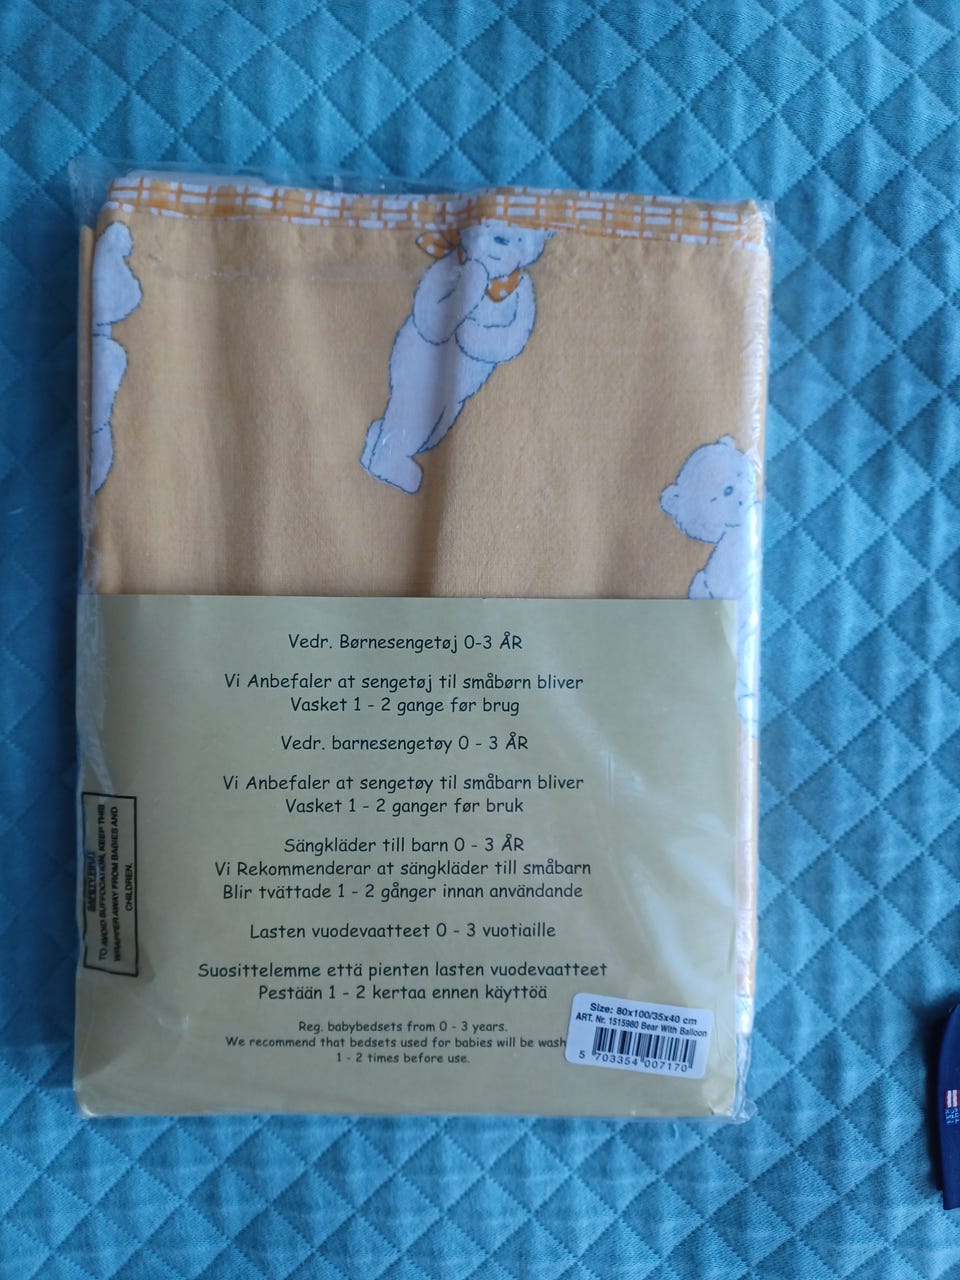 Vedr. Børnesengetøj 0-3 ÅR
Vi Anbefaler at sengetøj til småbørn bliver
Vasket 1 - 2 gange før brug
Vedr. barnesengetøy 0 - 3 ÅR
Vi Anbefaler at sengetøy til småbarn bliver
Vasket 1 - 2 ganger før bruk
Sängkläder till barn 0 - 3 ÅR
Vi Rekommenderar at sängkläder till småbarn
Blir tvättade 1 - 2 gånger innan användande
Lasten vuodevaatteet 0 - 3 vuotiaille
Suosittelemme että pienten lasten vuodevaatteet
Pestään 1 - 2 kertaa ennen käyttöä
Reg. babybedsets from 0 - 3 years.
We recommend that bedsets used for babies will be wash
1 - 2 times before use.
Size: 80x100/35x40 cm
ART. Nr. 1515980 Bear With Balloon
5 703354 007170
SAFETY FIRST
TO AVOID SUFFOCATION, KEEP THIS
WRAPPER AWAY FROM BABIES AND
CHILDREN.